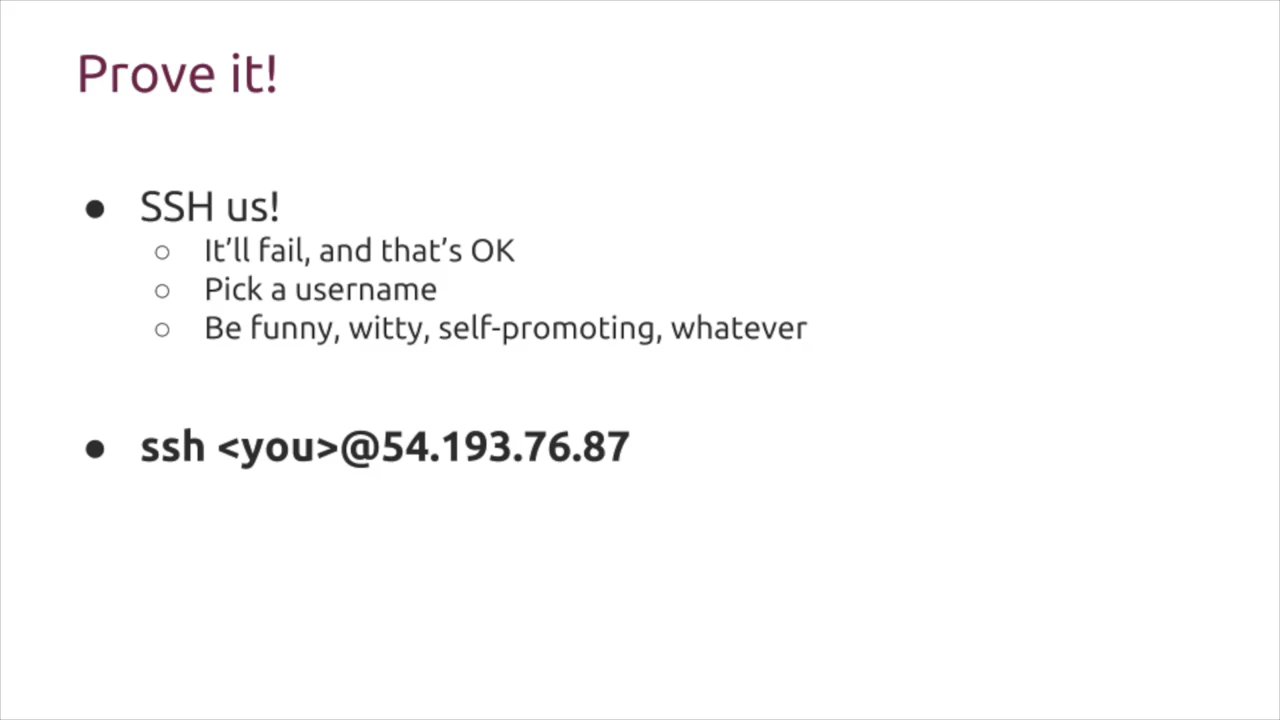 Prove it!
● SSH us!
○ It’ll fail, and that’s OK
○ Pick a username
○ Be funny, witty, self-promoting, whatever
● ssh <you>@54.193.76.87